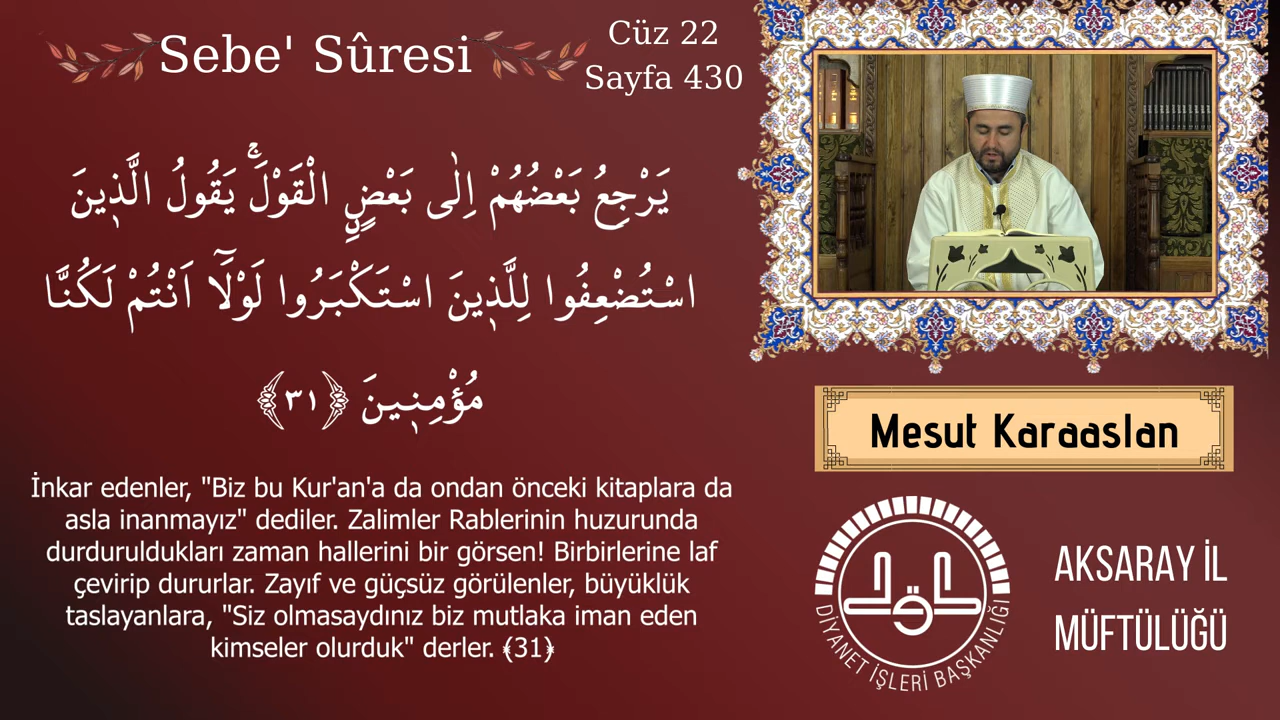 Sebe' Sûresi
Cüz 22
Sayfa 430
يَرْجِعُ بَعْضُهُمْ اِلٰى بَعْضٍۨ الْقَوْلَۚ يَقُولُ الَّذ۪ينَ
اسْتُضْعِفُوا لِلَّذ۪ينَ اسْتَكْبَرُوا لَوْلَٓا اَنْتُمْ لَكُنَّا
مُؤْمِن۪ينَ ﴿٣١﴾
İnkar edenler, "Biz bu Kur'an'a da ondan önceki kitaplara da
asla inanmayız" dediler. Zalimler Rablerinin huzurunda
durduruldukları zaman hallerini bir görsen! Birbirlerine laf
çevirip dururlar. Zayıf ve güçsüz görülenler, büyüklük
taslayanlara, "Siz olmasaydınız biz mutlaka iman eden
kimseler olurduk" derler. ﴾31﴿
Mesut Karaaslan
DİYANET İŞLERİ BAŞKANLIĞI
AKSARAY İL
MÜFTÜLÜĞÜ